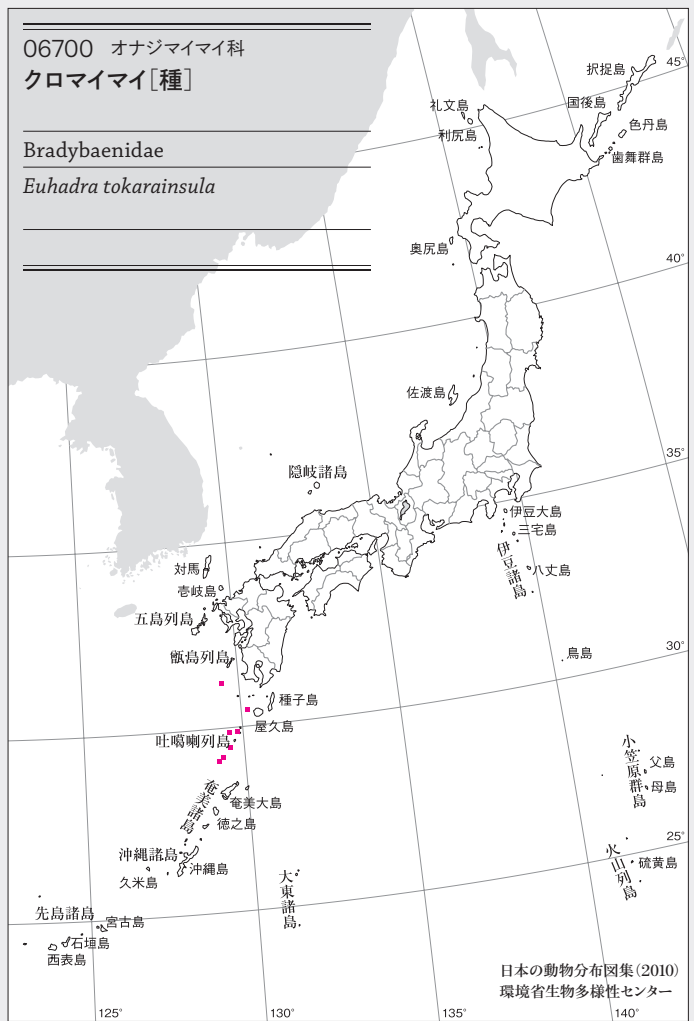 06700 オナジマイマイ科
クロマイマイ[種]
Bradybaenidae
Euhadra tokarainsula
45°
択捉島
国後島
礼文島
色丹島
利尻島
歯舞群島
奥尻島
40°
佐渡島
35°
隠岐諸島
伊豆大島
三宅島
伊豆諸島
八丈島
対馬
壱岐島
五島列島
甑島列島
鳥島
30°
種子島
屋久島
吐噶喇列島
小笠原群島
父島
母島
奄美諸島
奄美大島
徳之島
25°
沖縄諸島
沖縄島
久米島
火山列島
硫黄島
大東諸島
先島諸島
宮古島
石垣島
西表島
日本の動物分布図集(2010)
環境省生物多様性センター
125°
130°
135°
140°